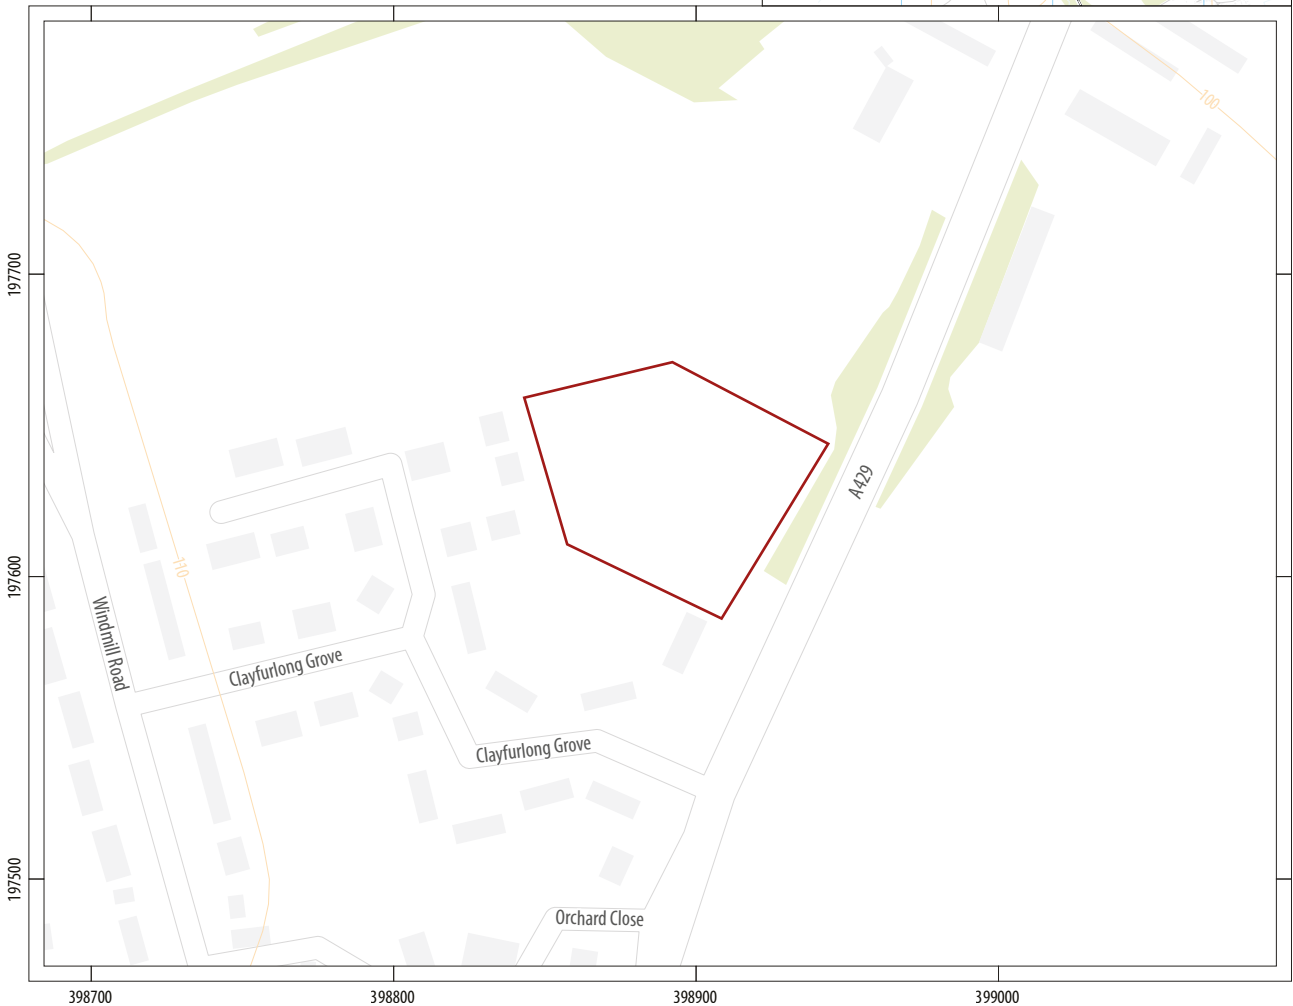 100
197700
A429
197600
110
Windmill Road
Clayfurlong Grove
Clayfurlong Grove
197500
Orchard Close
398700
398800
398900
399000